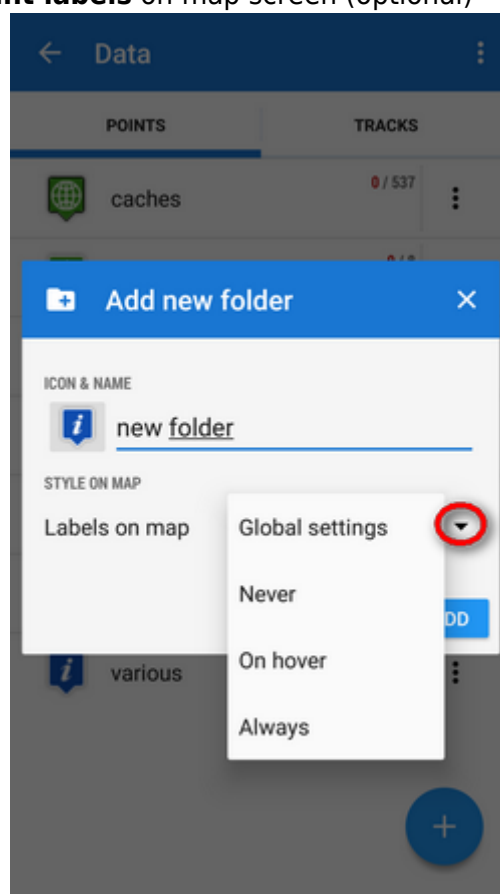 labels on map screen (optional)
Data
POINTS TRACKS
caches 0 / 537
Add new folder
ICON & NAME
new folder
STYLE ON MAP
Labels on map Global settings
Never
DD
On hover
various
Always